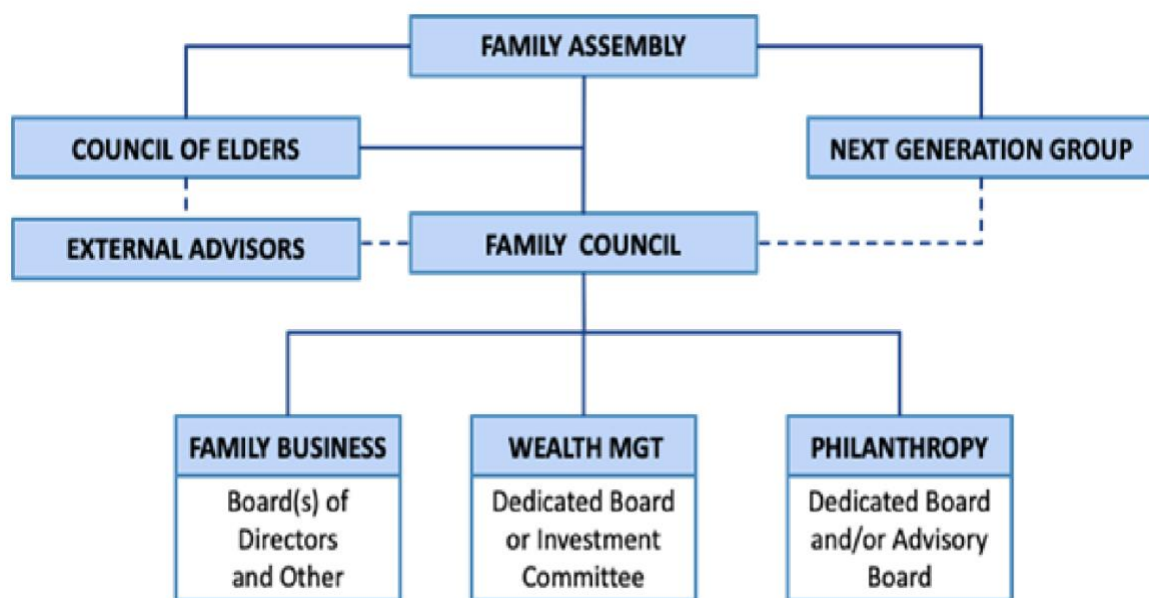 FAMILY ASSEMBLY
COUNCIL OF ELDERS
NEXT GENERATION GROUP
EXTERNAL ADVISORS
FAMILY COUNCIL
FAMILY BUSINESS
Board(s) of
Directors
and Other
WEALTH MGT
Dedicated Board
or Investment
Committee
PHILANTHROPY
Dedicated Board
and/or Advisory
Board